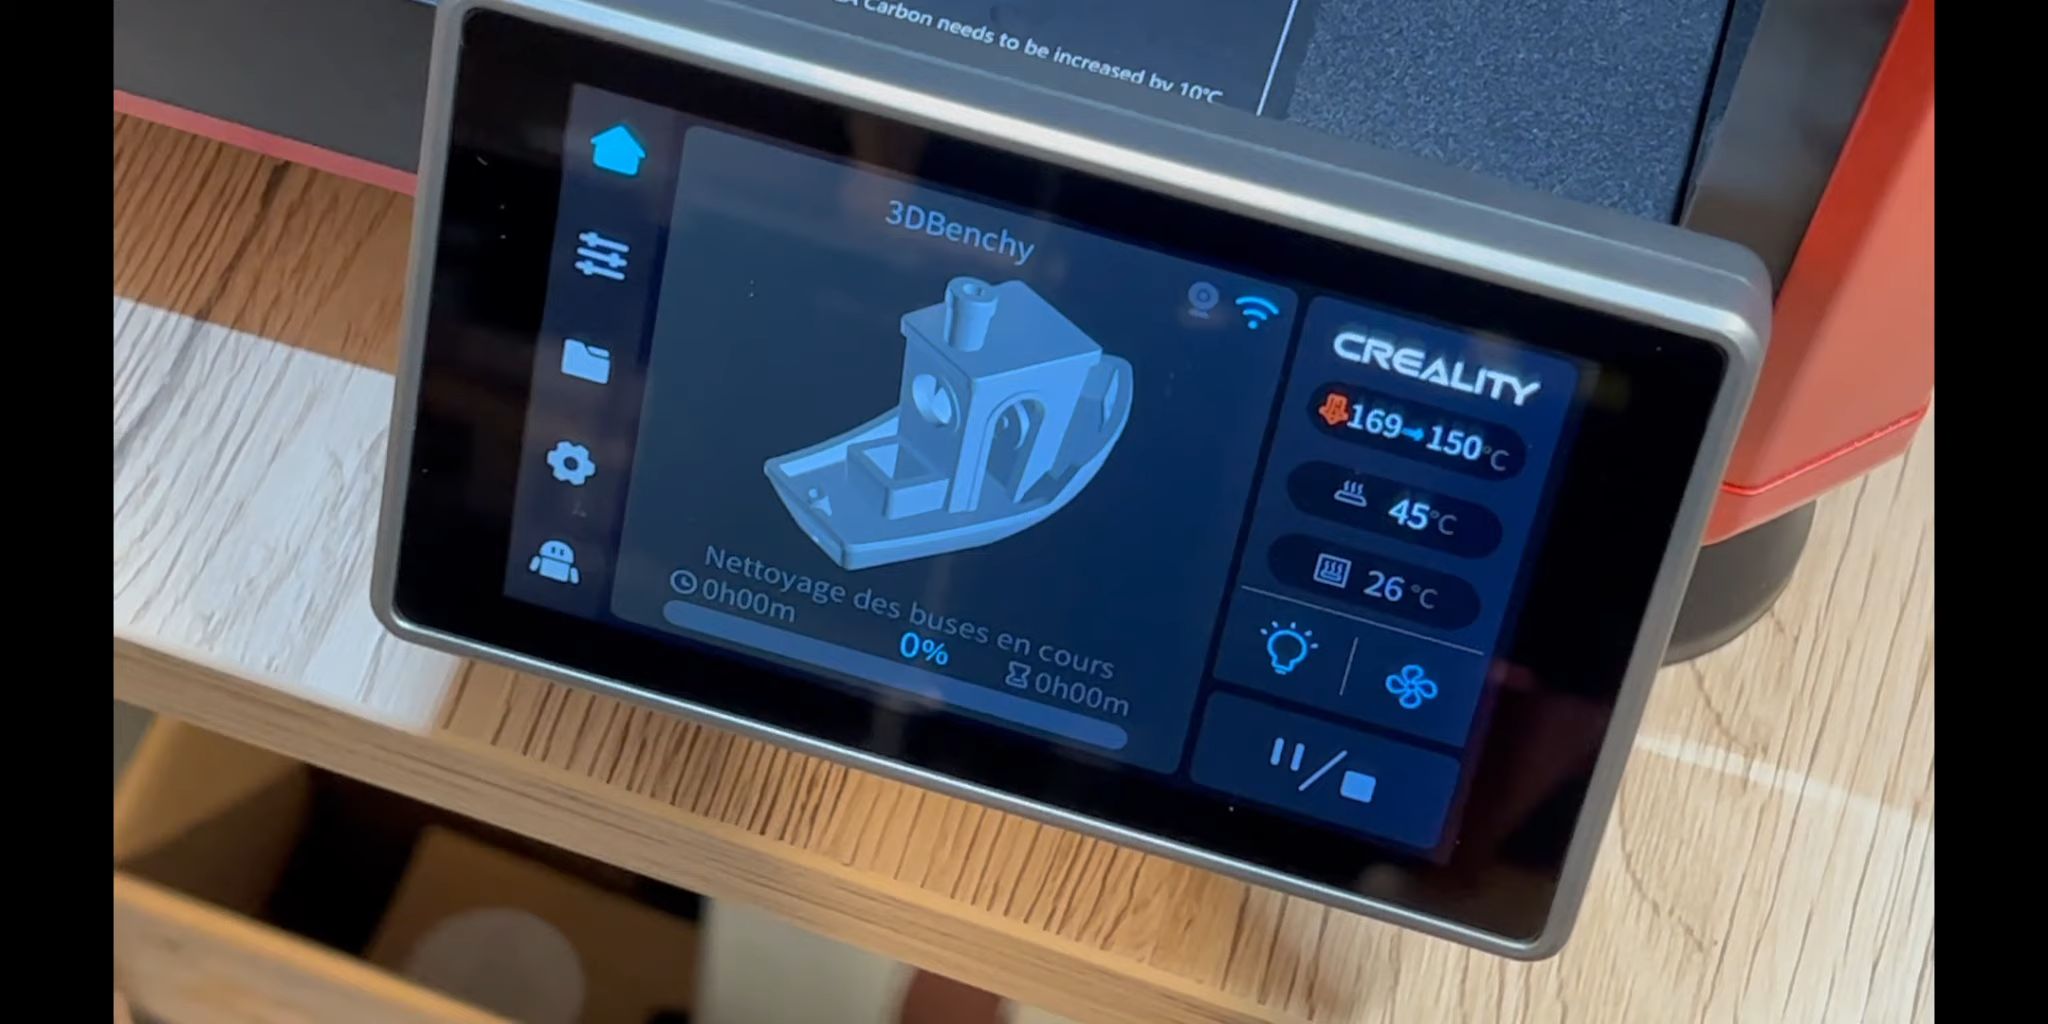 Carbon needs to be increased by 10°C
3DBenchy
CREALITY
169→150°C
45°C
26°C
Nettoyage des buses en cours
0h00m
0%
0h00m